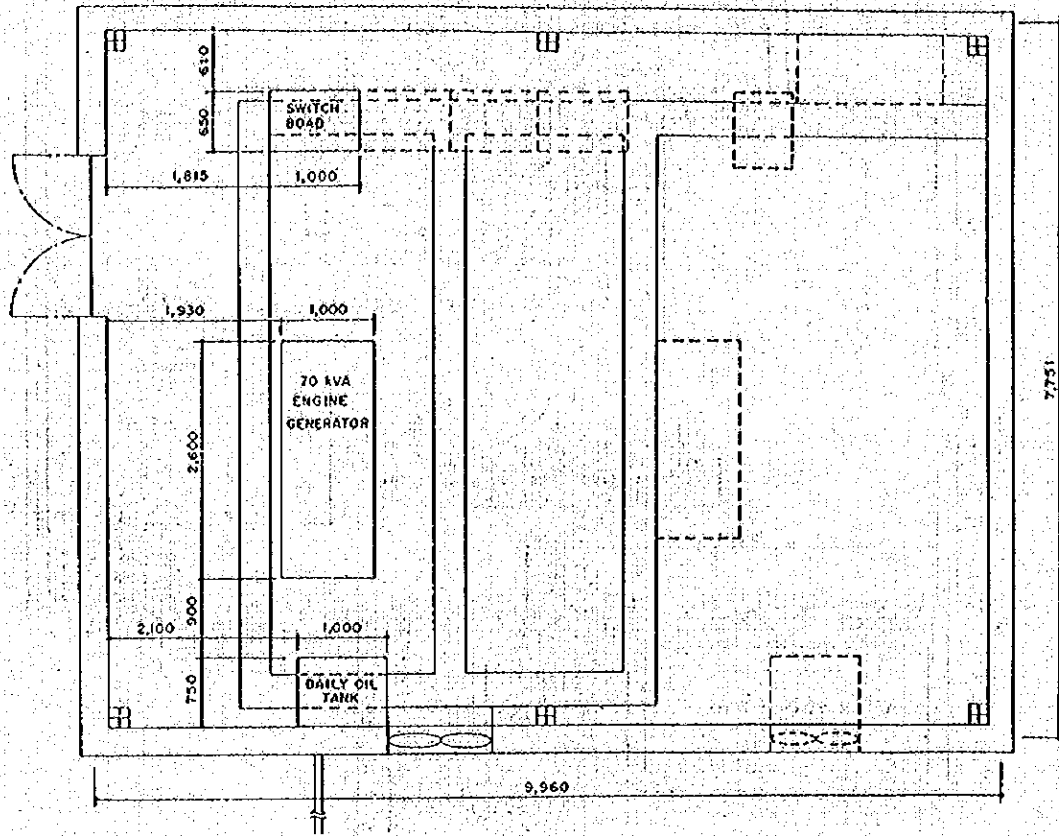 610
650
SWITCH
BOAD
1,815
1,000
1,930
1,000
70 KVA
ENGINE
GENERATOR
2,600
7,751
900
2,100
1,000
750
DAILY OIL
TANK
9,960